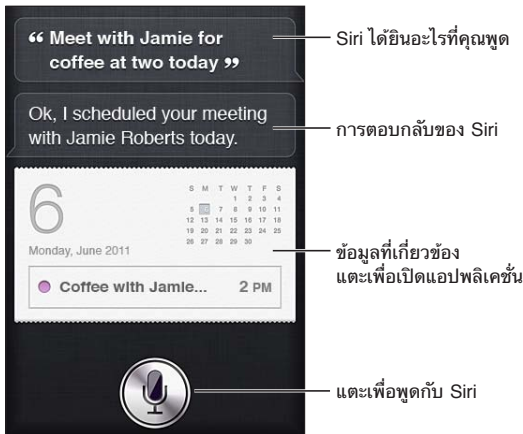 “ Meet with Jamie for
coffee at two today ”
Siri ได้ยินอะไรที่คุณพูด
Ok, I scheduled your meeting
with Jamie Roberts today.
การตอบกลับของ Siri
6
Monday, June 2011
S M T W T F S
1 2 3 4
5 6 7 8 9 10 11
12 13 14 15 16 17 18
19 20 21 22 23 24 25
26 27 28 29 30
Coffee with Jamie... 2 PM
ข้อมูลที่เกี่ยวข้อง
แตะเพื่อเปิดแอปพลิเคชั่น
แตะเพื่อพูดกับ Siri